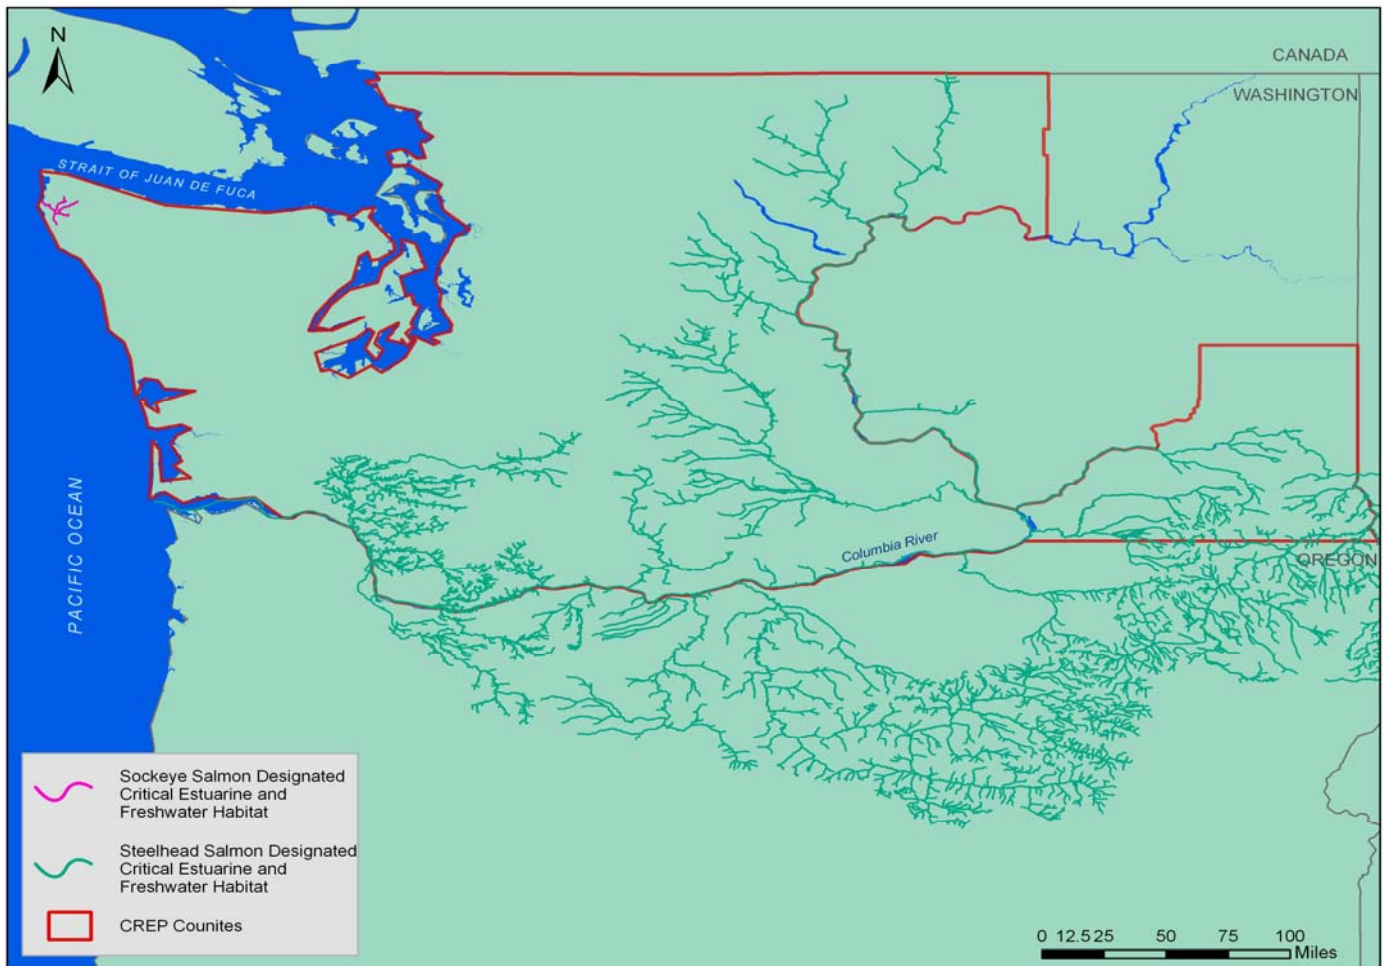 N
CANADA
WASHINGTON
STRAIT OF JUAN DE FUCA
PACIFIC OCEAN
Columbia River
OREGON
Sockeye Salmon Designated
Critical Estuarine and
Freshwater Habitat
Steelhead Salmon Designated
Critical Estuarine and
Freshwater Habitat
CREP Counites
0 12.5 25 50 75 100
Miles